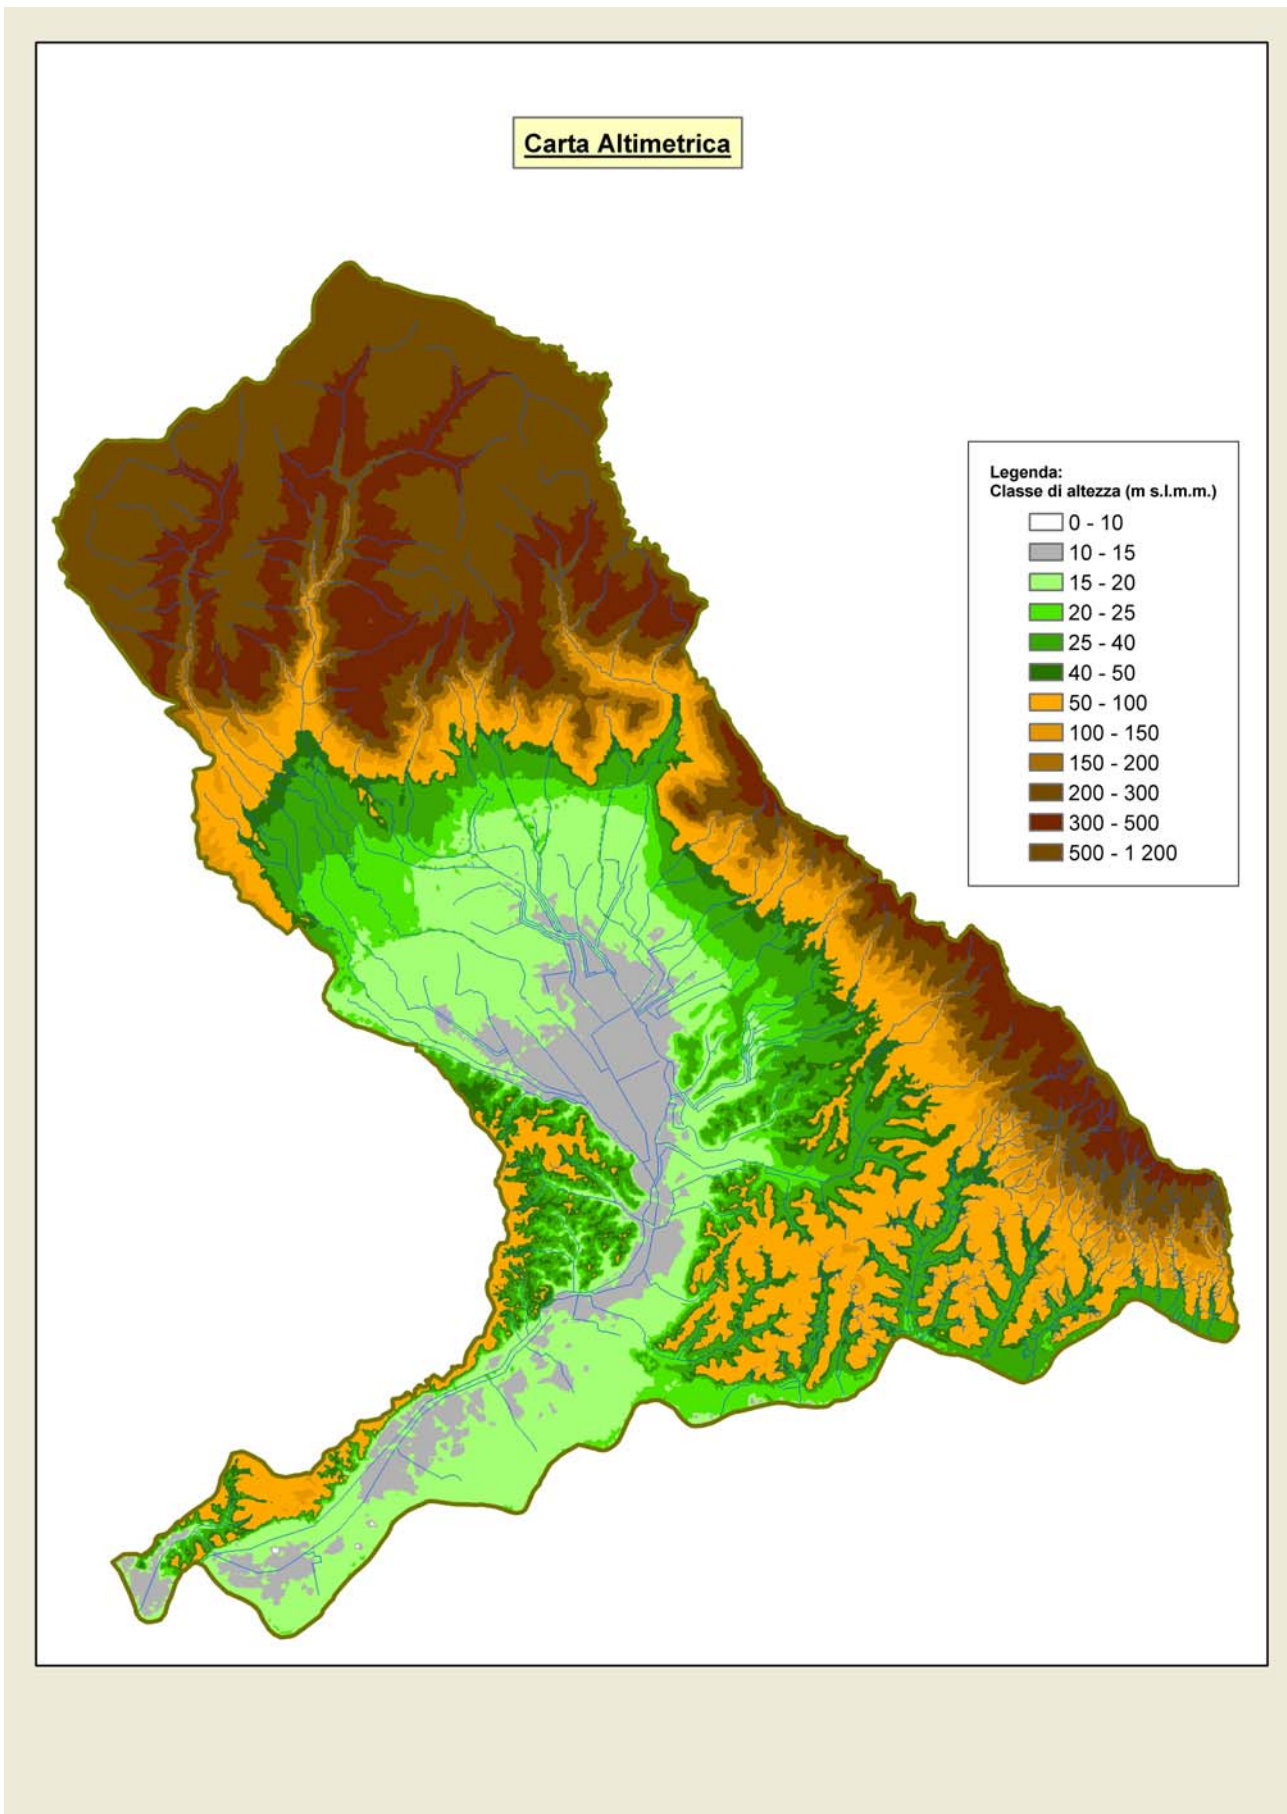 Carta Altimetrica
Legenda:
Classe di altezza (m s.l.m.m.)
0 - 10
10 - 15
15 - 20
20 - 25
25 - 40
40 - 50
50 - 100
100 - 150
150 - 200
200 - 300
300 - 500
500 - 1 200